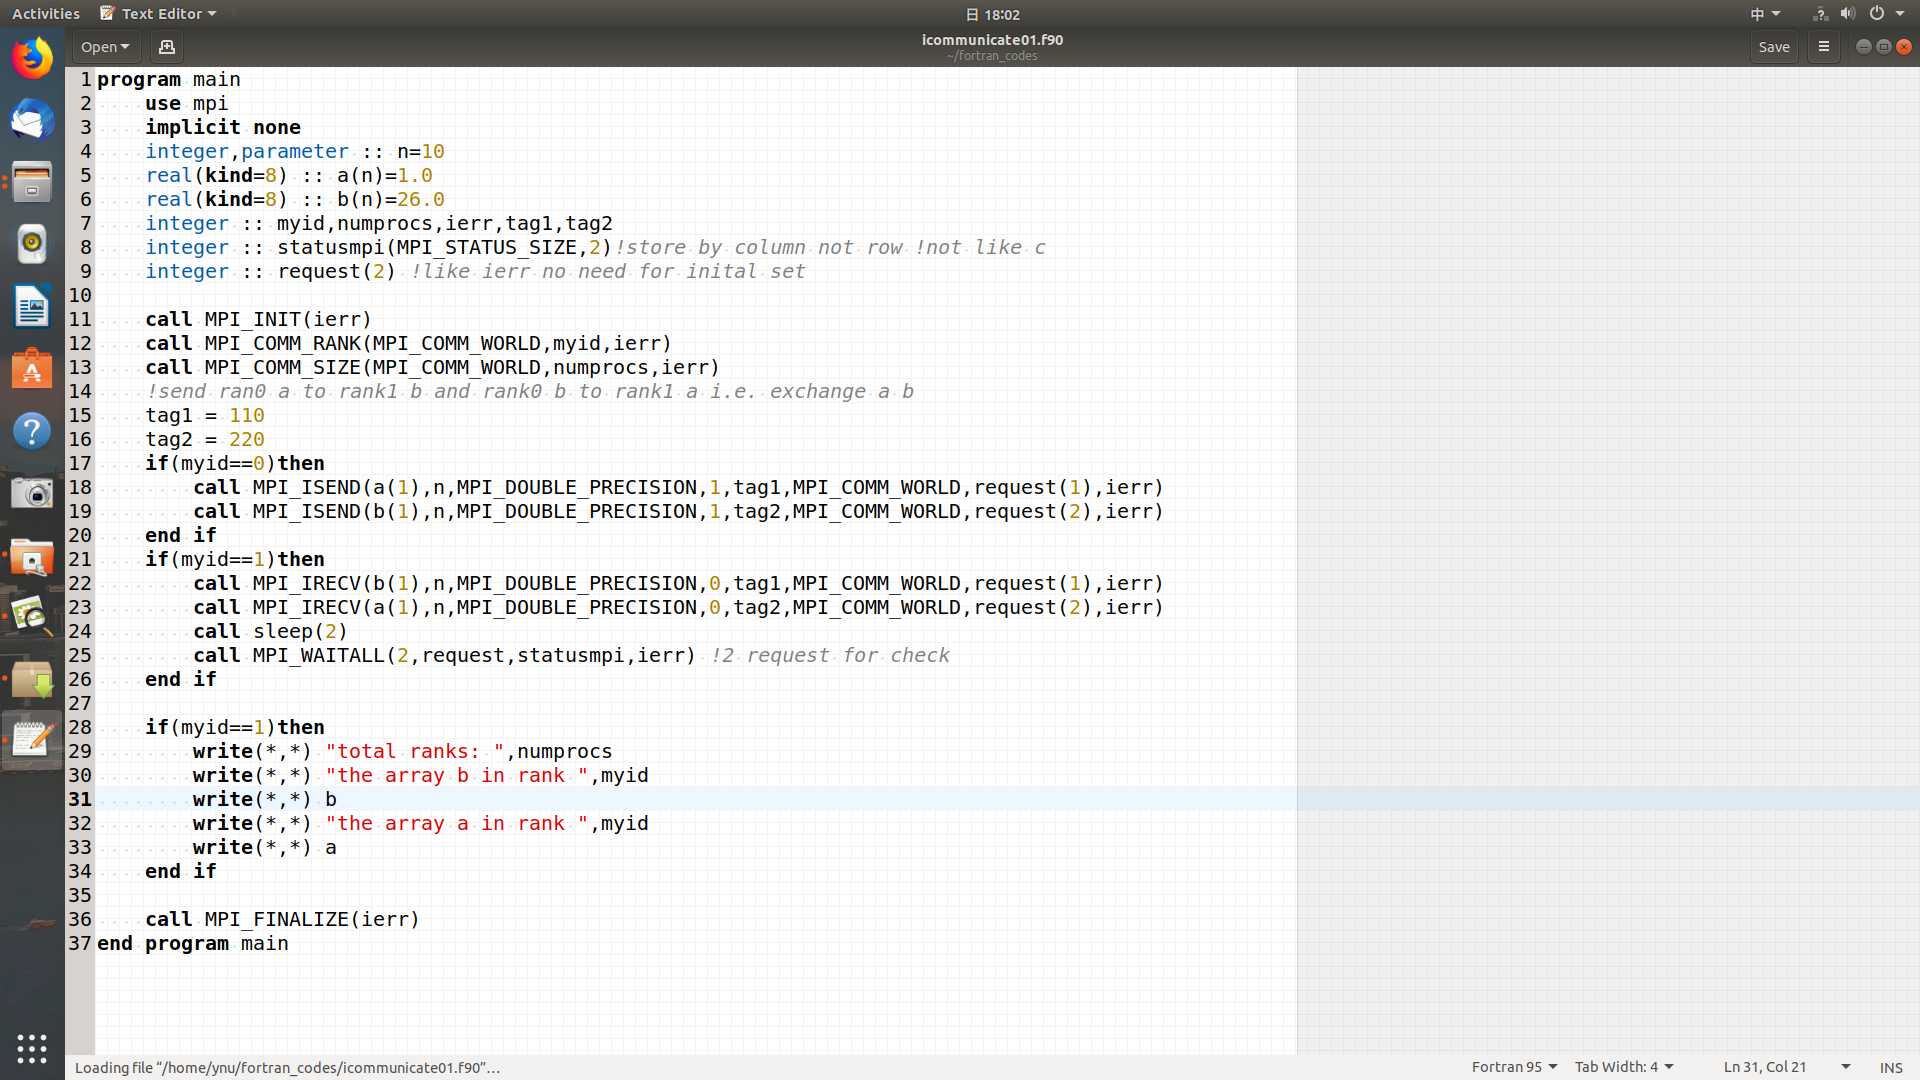 Activities Text Editor 日 18:02 中
Open icommunicate01.f90 Save
~/fortran_codes
1 program main
2     use mpi
3     implicit none
4     integer,parameter :: n=10
5     real(kind=8) :: a(n)=1.0
6     real(kind=8) :: b(n)=26.0
7     integer :: myid,numprocs,ierr,tag1,tag2
8     integer :: statusmpi(MPI_STATUS_SIZE,2)!store by column not row !not like c
9     integer :: request(2) !like ierr no need for inital set
10
11     call MPI_INIT(ierr)
12     call MPI_COMM_RANK(MPI_COMM_WORLD,myid,ierr)
13     call MPI_COMM_SIZE(MPI_COMM_WORLD,numprocs,ierr)
14     !send ran0 a to rank1 b and rank0 b to rank1 a i.e. exchange a b
15     tag1 = 110
16     tag2 = 220
17     if(myid==0)then
18         call MPI_ISEND(a(1),n,MPI_DOUBLE_PRECISION,1,tag1,MPI_COMM_WORLD,request(1),ierr)
19         call MPI_ISEND(b(1),n,MPI_DOUBLE_PRECISION,1,tag2,MPI_COMM_WORLD,request(2),ierr)
20     end if
21     if(myid==1)then
22         call MPI_IRECV(b(1),n,MPI_DOUBLE_PRECISION,0,tag1,MPI_COMM_WORLD,request(1),ierr)
23         call MPI_IRECV(a(1),n,MPI_DOUBLE_PRECISION,0,tag2,MPI_COMM_WORLD,request(2),ierr)
24         call sleep(2)
25         call MPI_WAITALL(2,request,statusmpi,ierr) !2 request for check
26     end if
27
28     if(myid==1)then
29         write(*,*) "total ranks: ",numprocs
30         write(*,*) "the array b in rank ",myid
31         write(*,*) b
32         write(*,*) "the array a in rank ",myid
33         write(*,*) a
34     end if
35
36     call MPI_FINALIZE(ierr)
37 end program main
Loading file “/home/ynu/fortran_codes/icommunicate01.f90”… Fortran 95 Tab Width: 4 Ln 31, Col 21 INS